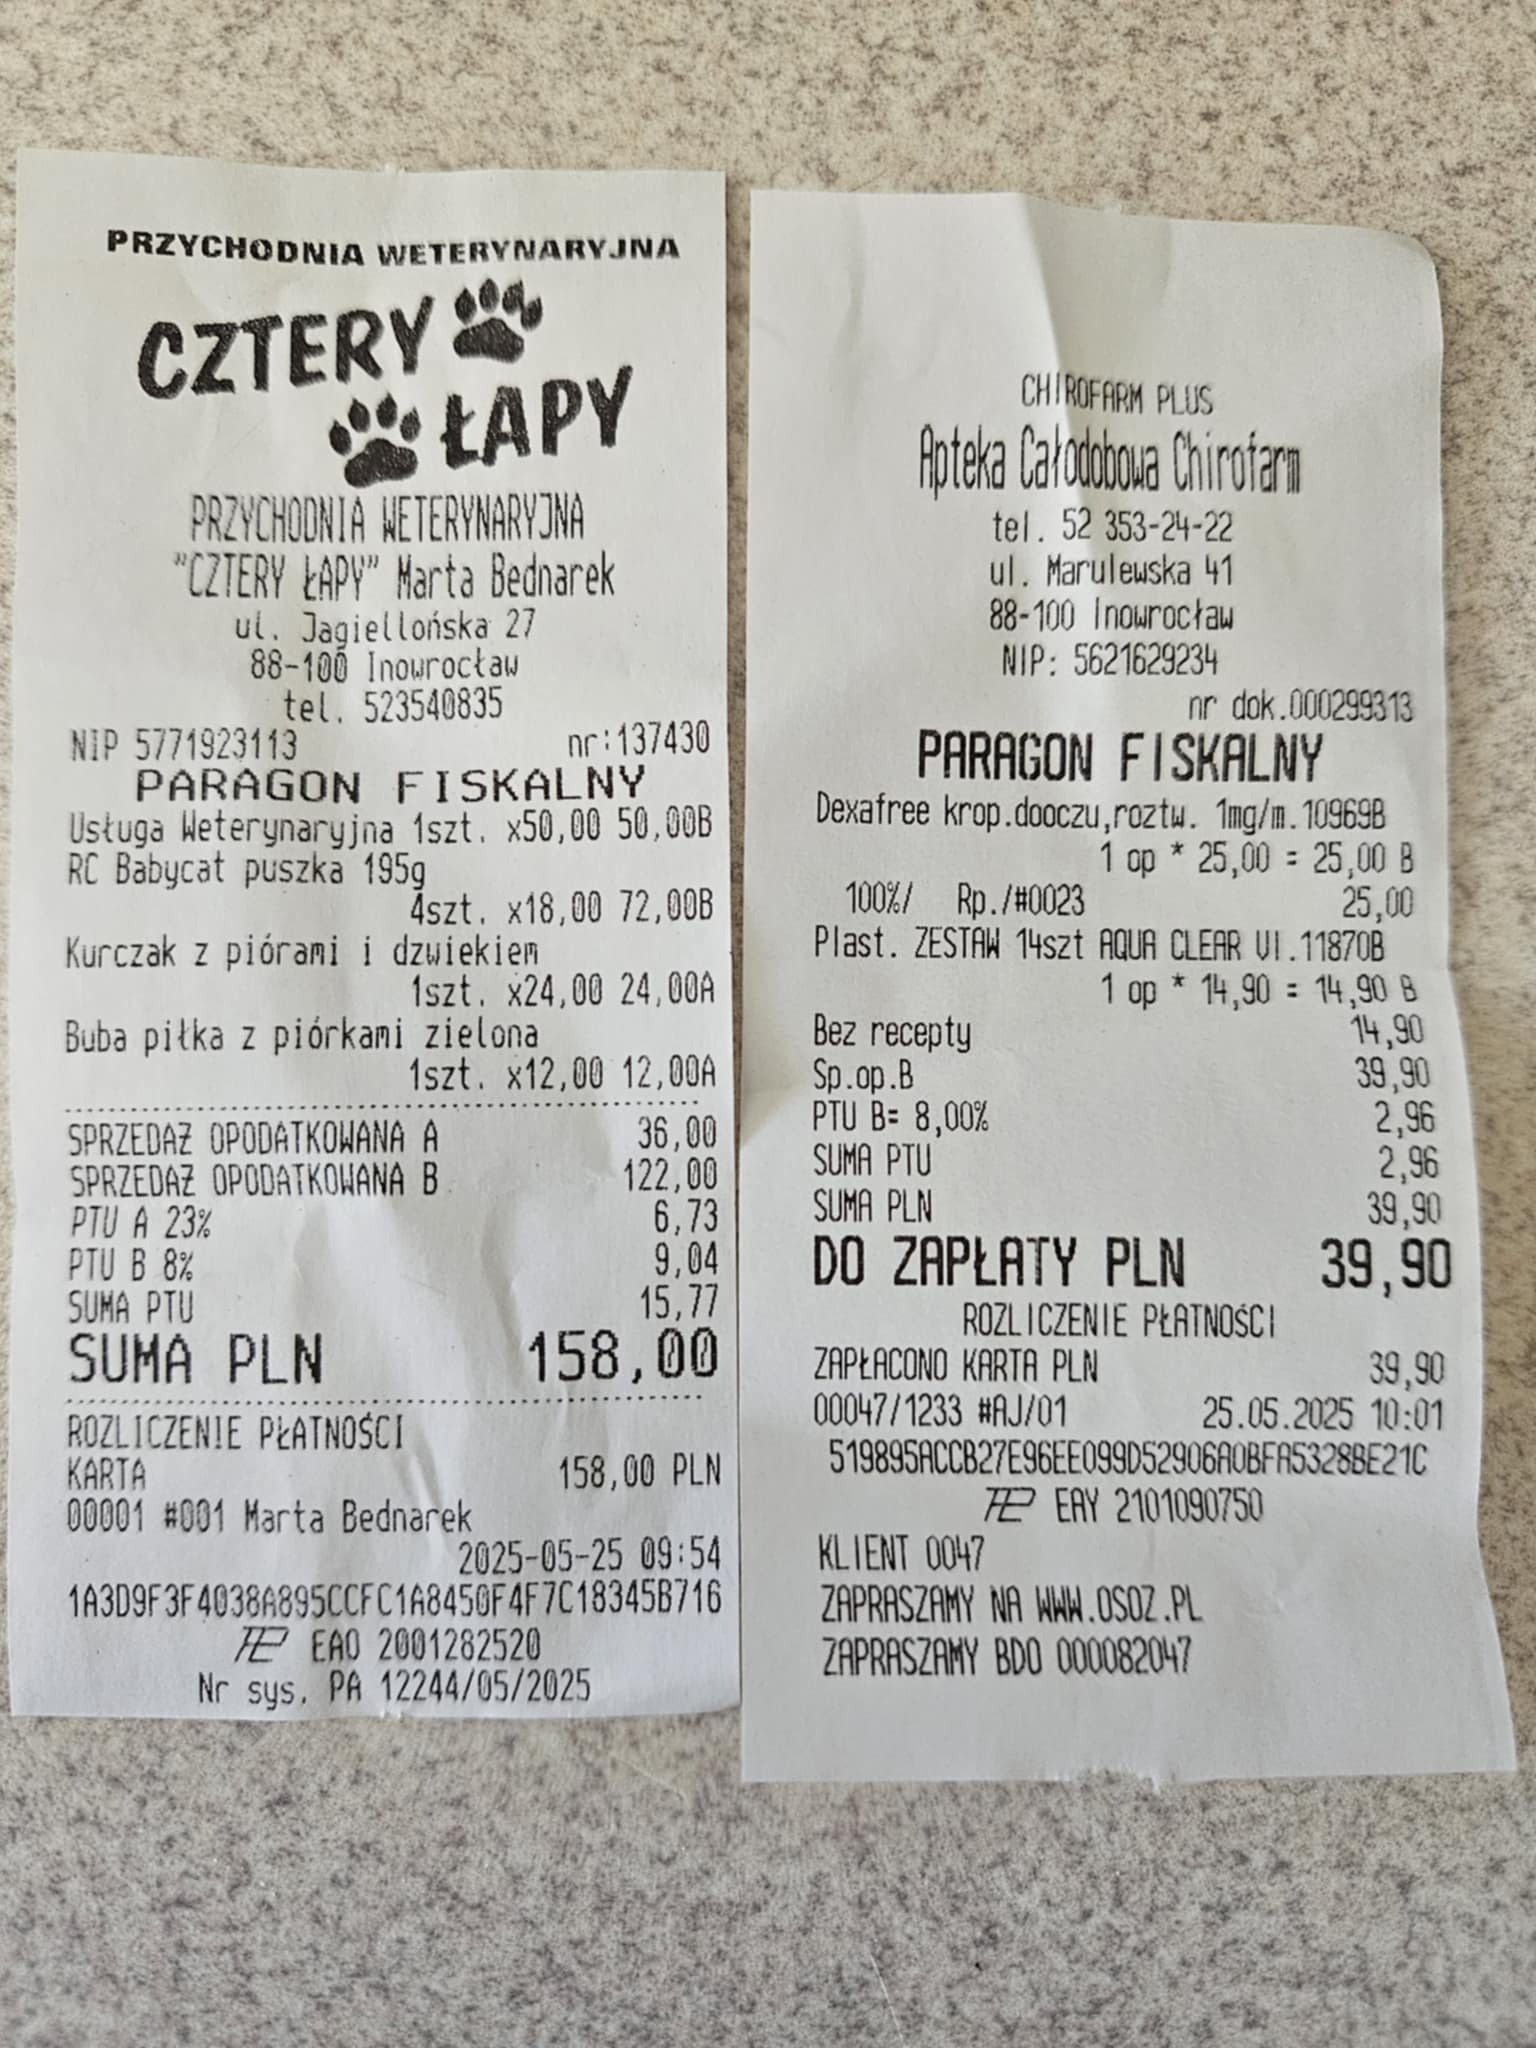 PRZYCHODNIA WETERYNARYJNA
CZTERY
ŁAPY
PRZYCHODNIA WETERYNARYJNA
"CZTERY ŁAPY" Marta Bednarek
ul. Jagiellońska 27
88-100 Inowrocław
tel. 523540835
NIP 5771923113 nr:137430
PARAGON FISKALNY
Usługa Weterynaryjna 1szt. x50,00 50,00B
RC Babycat puszka 195g
4szt. x18,00 72,00B
Kurczak z piórami i dzwiekiem
1szt. x24,00 24,00A
Buba piłka z piórkami zielona
1szt. x12,00 12,00A
SPRZEDAŻ OPODATKOWANA A 36,00
SPRZEDAŻ OPODATKOWANA B 122,00
PTU A 23% 6,73
PTU B 8% 9,04
SUMA PTU 15,77
SUMA PLN 158,00
ROZLICZENIE PŁATNOŚCI
KARTA 158,00 PLN
00001 #001 Marta Bednarek
2025-05-25 09:54
1A3D9F3F4038A895CCFC1A8450F4F7C18345B716
EAO 2001282520
Nr sys. PA 12244/05/2025
CHIROFARM PLUS
Apteka Całodobowa Chirofarm
tel. 52 353-24-22
ul. Marulewska 41
88-100 Inowrocław
NIP: 5621629234
nr dok.000299313
PARAGON FISKALNY
Dexafree krop.dooczu,roztw. 1mg/m.10969B
1 op * 25,00 = 25,00 B
100%/ Rp./#0023 25,00
Plast. ZESTAW 14szt AQUA CLEAR VI.11870B
1 op * 14,90 = 14,90 B
Bez recepty 14,90
Sp.op.B 39,90
PTU B= 8,00% 2,96
SUMA PTU 2,96
SUMA PLN 39,90
DO ZAPŁATY PLN 39,90
ROZLICZENIE PŁATNOŚCI
ZAPŁACONO KARTA PLN 39,90
00047/1233 #AJ/01 25.05.2025 10:01
519895ACCB27E96EE099D52906A0BFA5328BE21C
EAY 2101090750
KLIENT 0047
ZAPRASZAMY NA WWW.OSOZ.PL
ZAPRASZAMY BDO 000082047